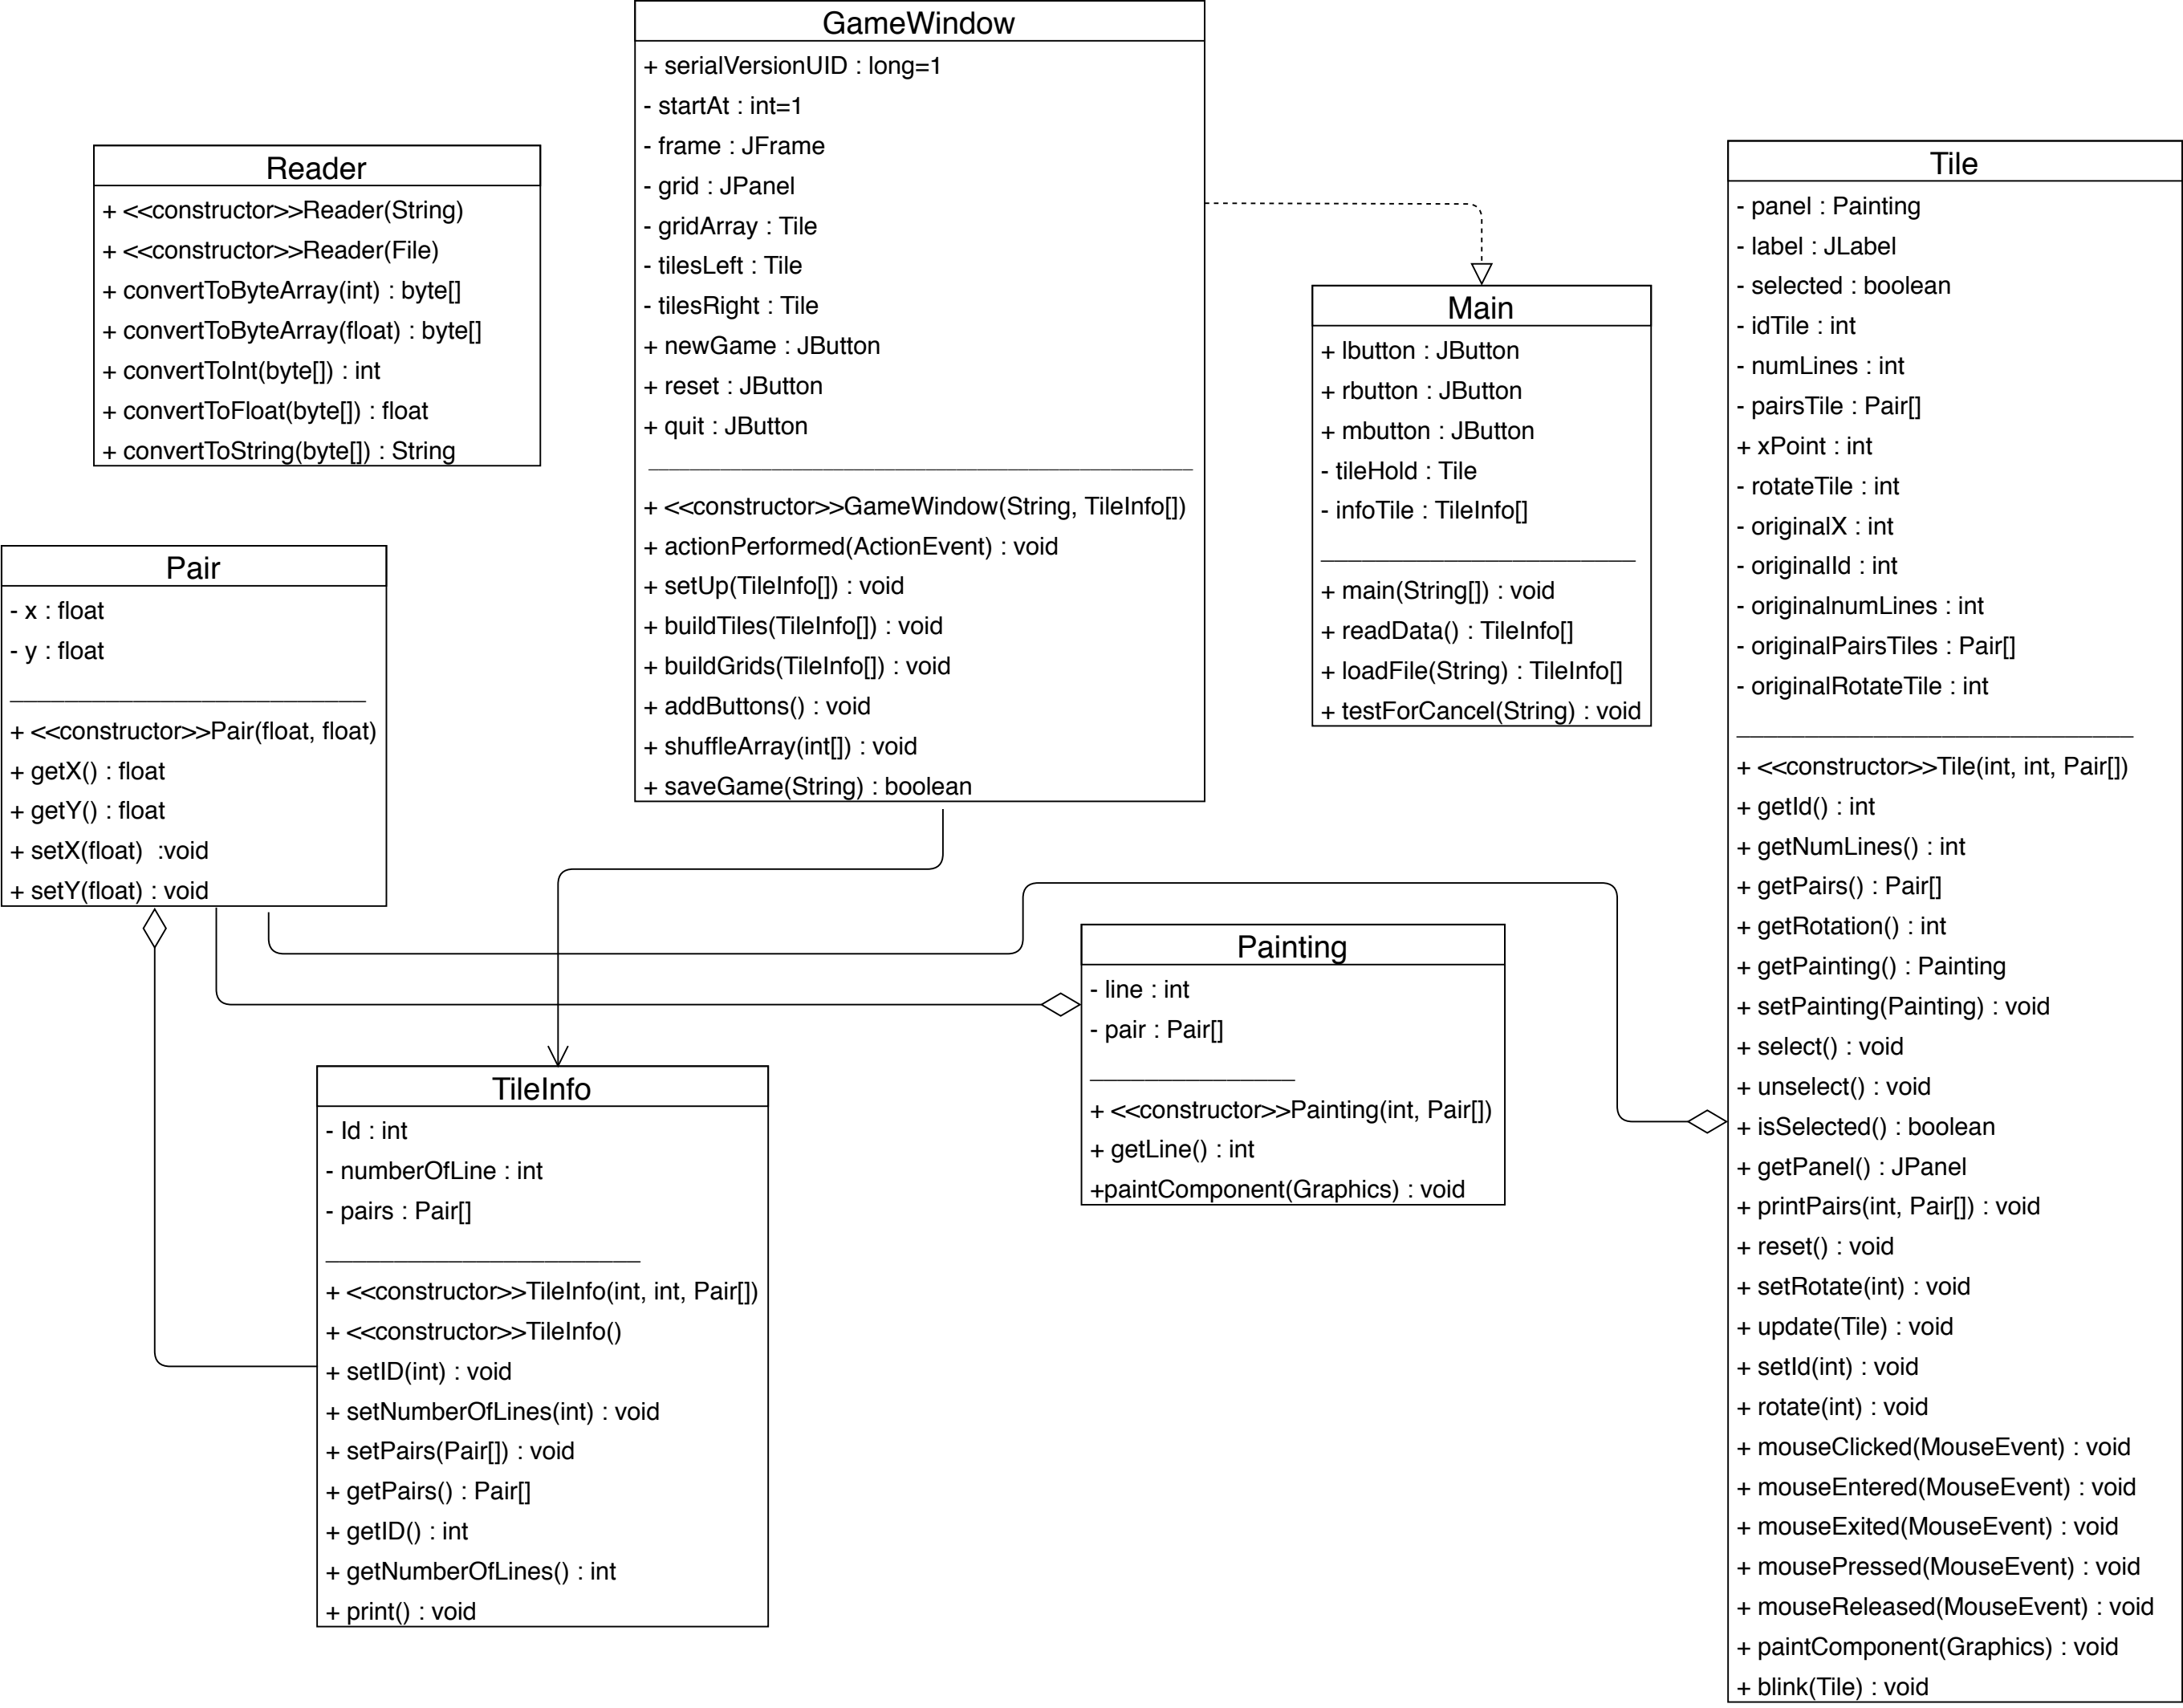 GameWindow
+ serialVersionUID : long=1
- startAt : int=1
- frame : JFrame
- grid : JPanel
- gridArray : Tile
- tilesLeft : Tile
- tilesRight : Tile
+ newGame : JButton
+ reset : JButton
+ quit : JButton
+ <<constructor>>GameWindow(String, TileInfo[])
+ actionPerformed(ActionEvent) : void
+ setUp(TileInfo[]) : void
+ buildTiles(TileInfo[]) : void
+ buildGrids(TileInfo[]) : void
+ addButtons() : void
+ shuffleArray(int[]) : void
+ saveGame(String) : boolean
Reader
+ <<constructor>>Reader(String)
+ <<constructor>>Reader(File)
+ convertToByteArray(int) : byte[]
+ convertToByteArray(float) : byte[]
+ convertToInt(byte[]) : int
+ convertToFloat(byte[]) : float
+ convertToString(byte[]) : String
Main
+ lbutton : JButton
+ rbutton : JButton
+ mbutton : JButton
- tileHold : Tile
- infoTile : TileInfo[]
+ main(String[]) : void
+ readData() : TileInfo[]
+ loadFile(String) : TileInfo[]
+ testForCancel(String) : void
Tile
- panel : Painting
- label : JLabel
- selected : boolean
- idTile : int
- numLines : int
- pairsTile : Pair[]
+ xPoint : int
- rotateTile : int
- originalX : int
- originalId : int
- originalnumLines : int
- originalPairsTiles : Pair[]
- originalRotateTile : int
+ <<constructor>>Tile(int, int, Pair[])
+ getId() : int
+ getNumLines() : int
+ getPairs() : Pair[]
+ getRotation() : int
+ getPainting() : Painting
+ setPainting(Painting) : void
+ select() : void
+ unselect() : void
+ isSelected() : boolean
+ getPanel() : JPanel
+ printPairs(int, Pair[]) : void
+ reset() : void
+ setRotate(int) : void
+ update(Tile) : void
+ setId(int) : void
+ rotate(int) : void
+ mouseClicked(MouseEvent) : void
+ mouseEntered(MouseEvent) : void
+ mouseExited(MouseEvent) : void
+ mousePressed(MouseEvent) : void
+ mouseReleased(MouseEvent) : void
+ paintComponent(Graphics) : void
+ blink(Tile) : void
Pair
- x : float
- y : float
+ <<constructor>>Pair(float, float)
+ getX() : float
+ getY() : float
+ setX(float)  :void
+ setY(float) : void
Painting
- line : int
- pair : Pair[]
+ <<constructor>>Painting(int, Pair[])
+ getLine() : int
+paintComponent(Graphics) : void
TileInfo
- Id : int
- numberOfLine : int
- pairs : Pair[]
+ <<constructor>>TileInfo(int, int, Pair[])
+ <<constructor>>TileInfo()
+ setID(int) : void
+ setNumberOfLines(int) : void
+ setPairs(Pair[]) : void
+ getPairs() : Pair[]
+ getID() : int
+ getNumberOfLines() : int
+ print() : void